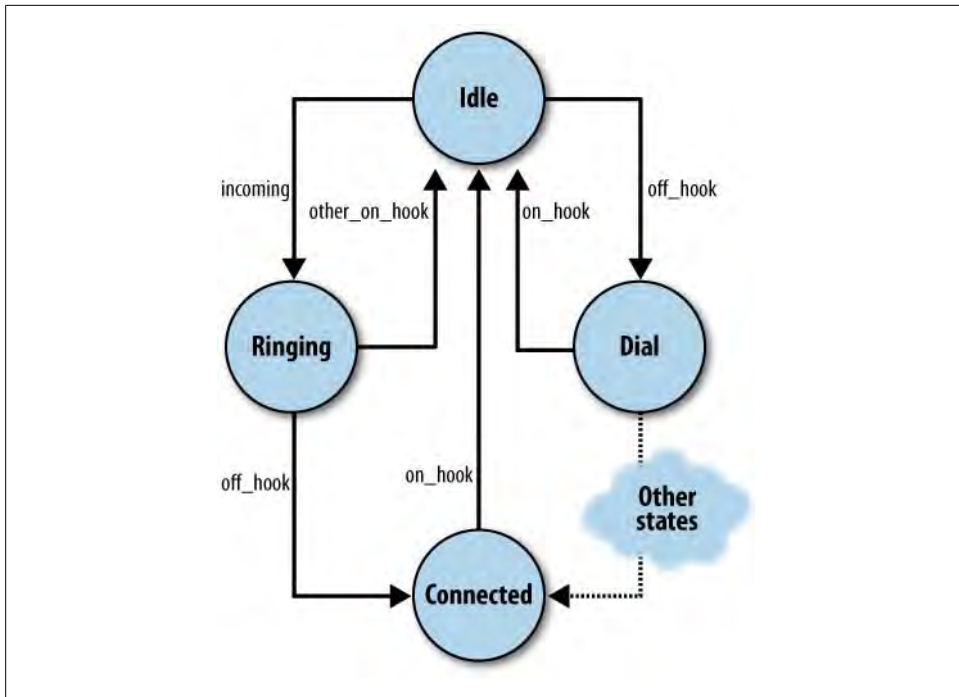 Idle
incoming
other_on_hook
on_hook
off_hook
Ringing
Dial
off_hook
on_hook
Other
states
Connected